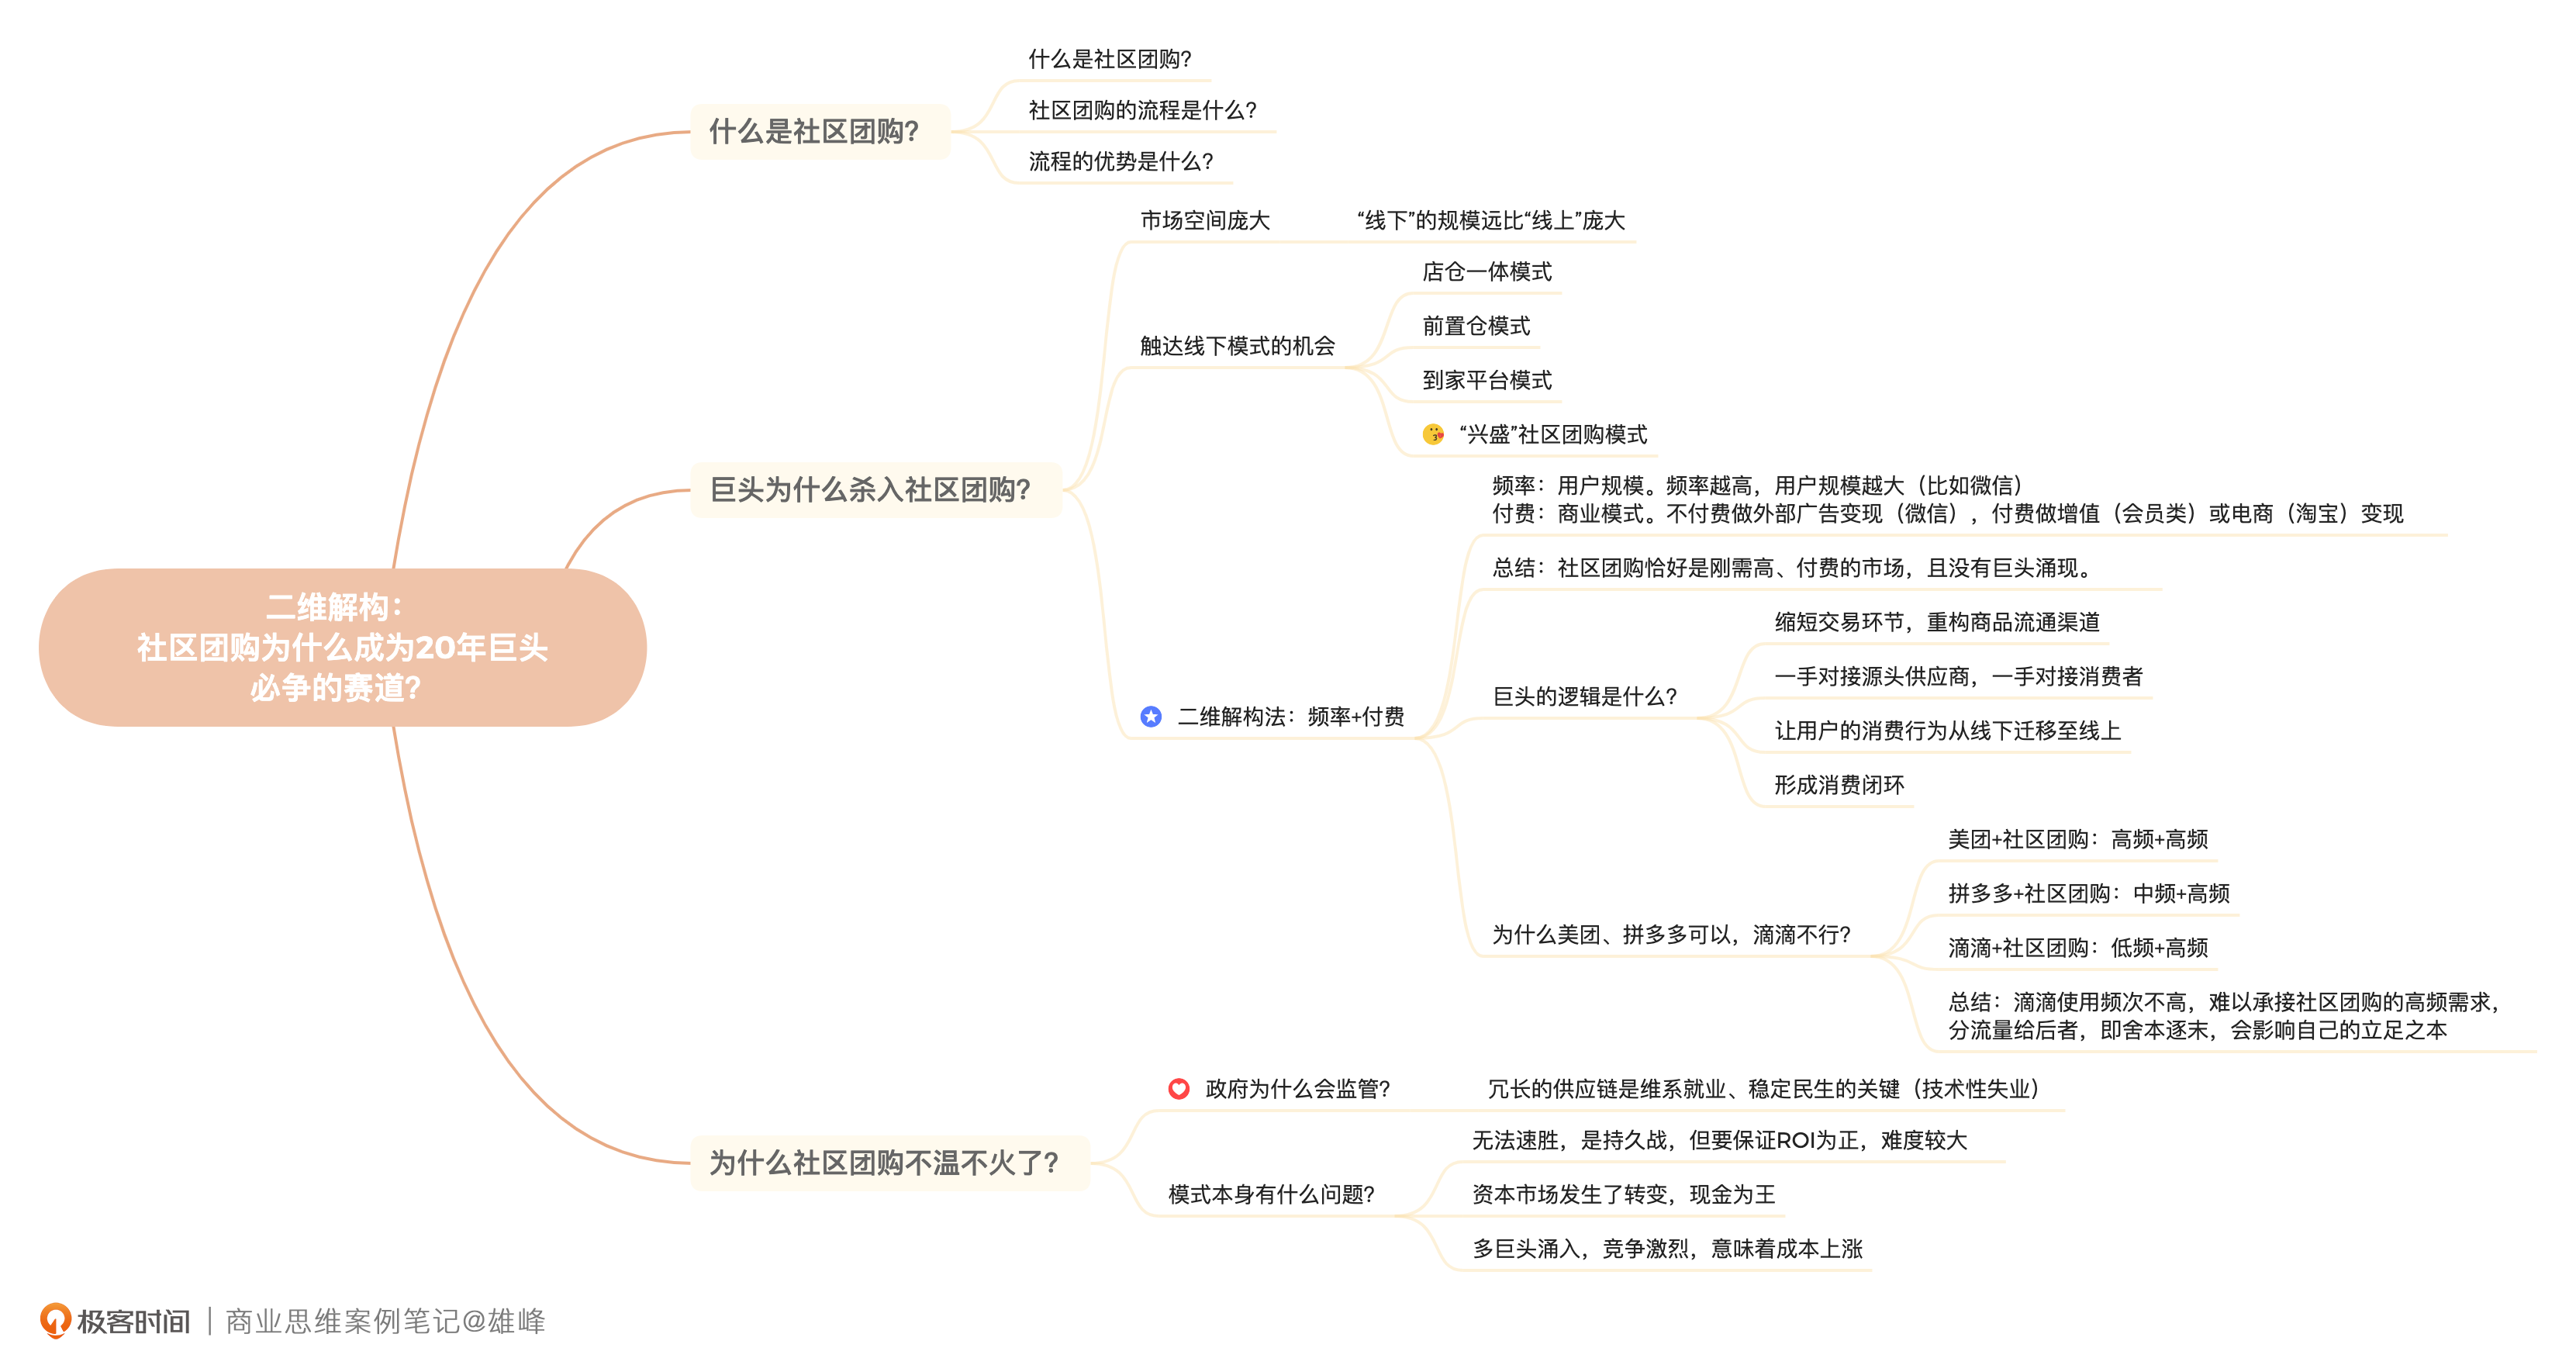 什么是社区团购？
什么是社区团购？
社区团购的流程是什么？
流程的优势是什么？
巨头为什么杀入社区团购？
市场空间庞大
“线下”的规模远比“线上”庞大
触达线下模式的机会
店仓一体模式
前置仓模式
到家平台模式
“兴盛”社区团购模式
二维解构法：频率+付费
频率：用户规模。频率越高，用户规模越大（比如微信）
付费：商业模式。不付费做外部广告变现（微信），付费做增值（会员类）或电商（淘宝）变现
总结：社区团购恰好是刚需高、付费的市场，且没有巨头涌现。
巨头的逻辑是什么？
缩短交易环节，重构商品流通渠道
一手对接源头供应商，一手对接消费者
让用户的消费行为从线下迁移至线上
形成消费闭环
为什么美团、拼多多可以，滴滴不行？
美团+社区团购：高频+高频
拼多多+社区团购：中频+高频
滴滴+社区团购：低频+高频
总结：滴滴使用频次不高，难以承接社区团购的高频需求，
分流量给后者，即舍本逐末，会影响自己的立足之本
二维解构：
社区团购为什么成为20年巨头
必争的赛道？
为什么社区团购不温不火了？
政府为什么会监管？
冗长的供应链是维系就业、稳定民生的关键（技术性失业）
模式本身有什么问题？
无法速胜，是持久战，但要保证ROI为正，难度较大
资本市场发生了转变，现金为王
多巨头涌入，竞争激烈，意味着成本上涨
极客时间｜商业思维案例笔记@雄峰